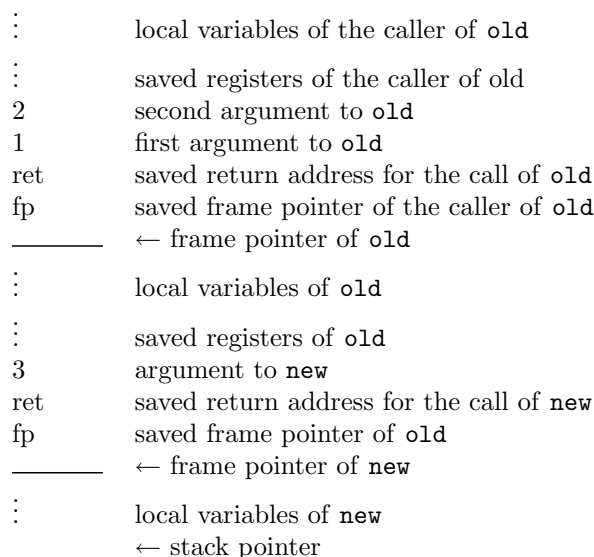 ⋮ local variables of the caller of old
⋮ saved registers of the caller of old
2 second argument to old
1 first argument to old
ret saved return address for the call of old
fp saved frame pointer of the caller of old
← frame pointer of old
⋮ local variables of old
⋮ saved registers of old
3 argument to new
ret saved return address for the call of new
fp saved frame pointer of old
← frame pointer of new
⋮ local variables of new
← stack pointer